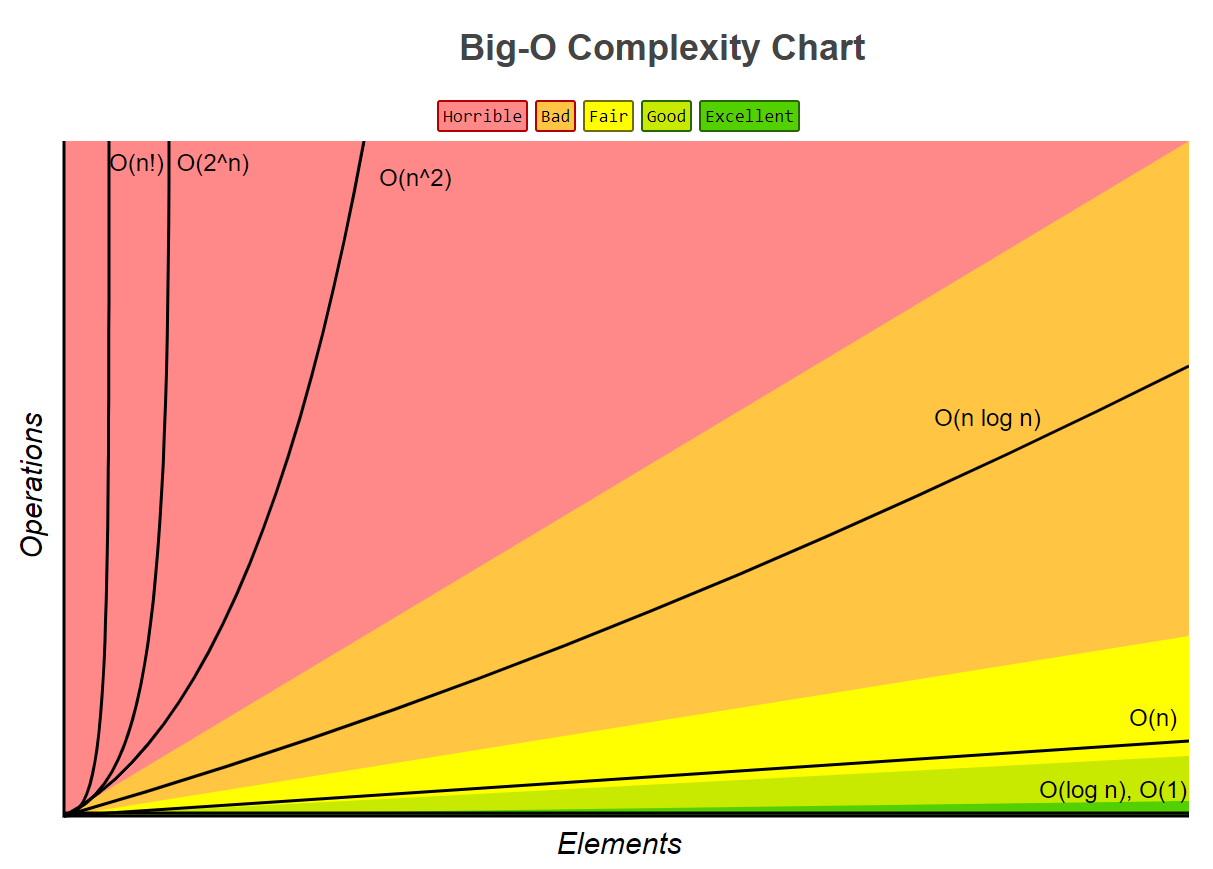 Big-O Complexity Chart
Horrible Bad Fair Good Excellent
O(n!) O(2^n)
O(n^2)
O(n log n)
Operations
O(n)
O(log n), O(1)
Elements